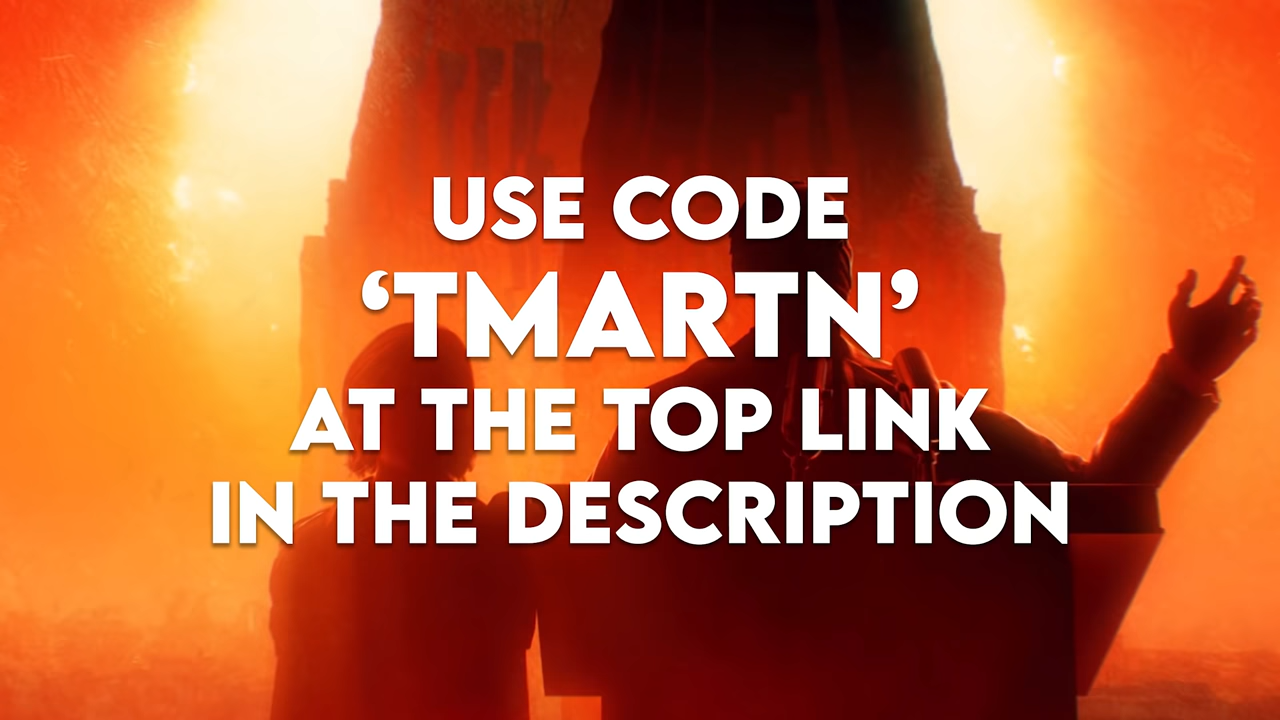 USE CODE
‘TMARTN’
AT THE TOP LINK
IN THE DESCRIPTION